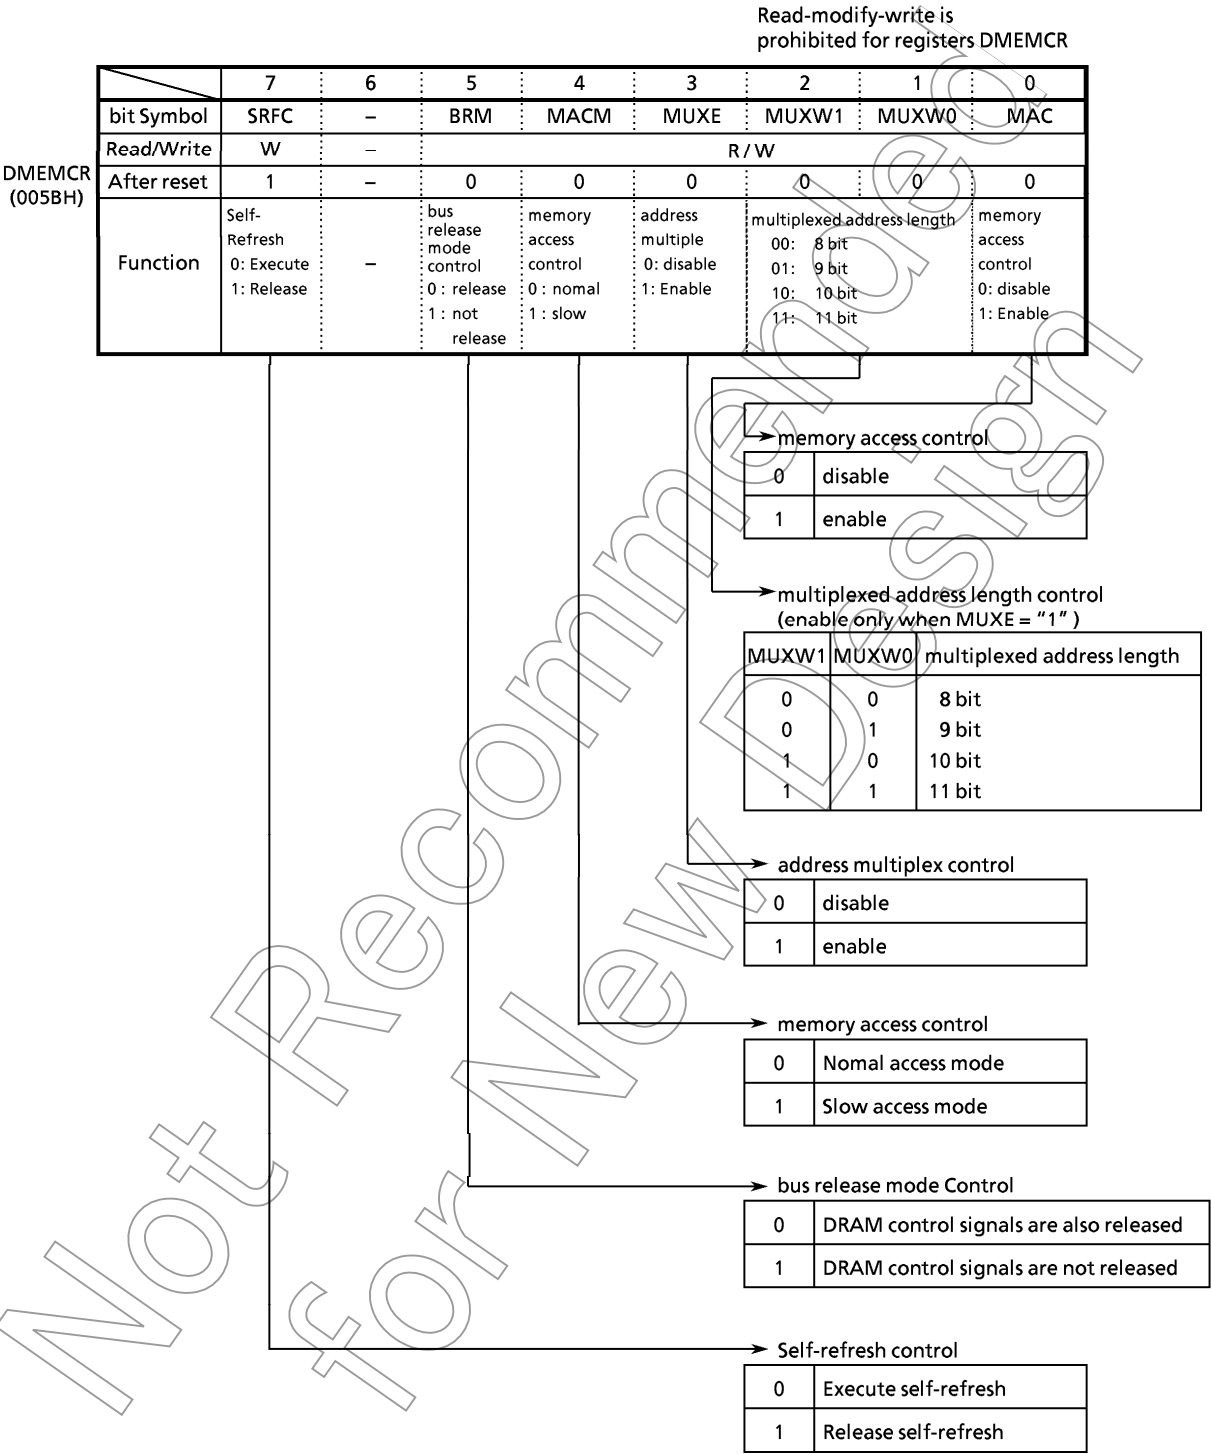 Read-modify-write is
prohibited for registers DMEMCR
7 6 5 4 3 2 1 0
bit Symbol SRFC – BRM MACM MUXE MUXW1 MUXW0 MAC
Read/Write W – R / W
DMEMCR
(005BH)
After reset 1 – 0 0 0 0 0 0
Function
Self-
Refresh
0: Execute
1: Release
–
bus
release
mode
control
0 : release
1 : not
release
memory
access
control
0 : nomal
1 : slow
address
multiple
0: disable
1: Enable
multiplexed address length
00: 8 bit
01: 9 bit
10: 10 bit
11: 11 bit
memory
access
control
0: disable
1: Enable
memory access control
0 disable
1 enable
multiplexed address length control
(enable only when MUXE = “1” )
MUXW1 MUXW0 multiplexed address length
0 0 8 bit
0 1 9 bit
1 0 10 bit
1 1 11 bit
address multiplex control
0 disable
1 enable
memory access control
0 Nomal access mode
1 Slow access mode
bus release mode Control
0 DRAM control signals are also released
1 DRAM control signals are not released
Self-refresh control
0 Execute self-refresh
1 Release self-refresh
Not Recommended
for New Design